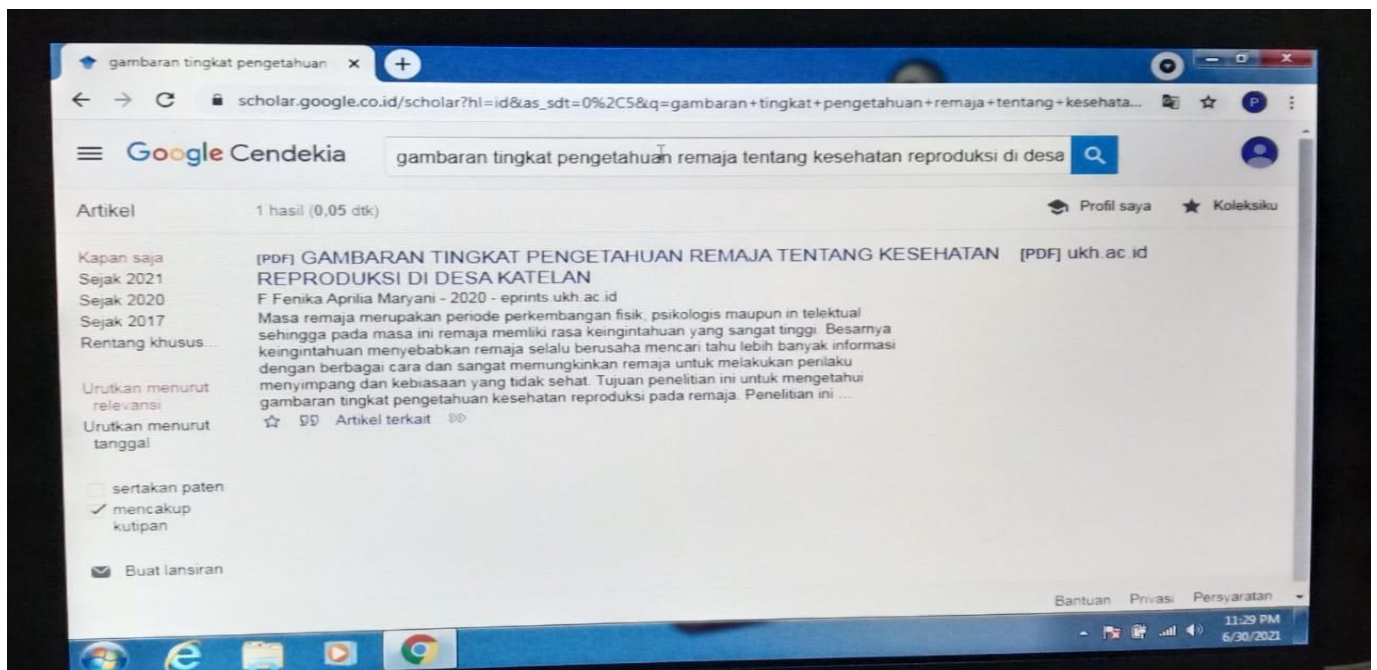 gambaran tingkat pengetahuan
scholar.google.co.id/scholar?hl=id&as_sdt=0%2C5&q=gambaran+tingkat+pengetahuan+remaja+tentang+kesehata...
P
Google Cendekia
gambaran tingkat pengetahuan remaja tentang kesehatan reproduksi di desa
Artikel
1 hasil (0,05 dtk)
Profil saya
Koleksiku
Kapan saja
Sejak 2021
Sejak 2020
Sejak 2017
Rentang khusus...
Urutkan menurut
relevansi
Urutkan menurut
tanggal
sertakan paten
mencakup
kutipan
Buat lansiran
[PDF] GAMBARAN TINGKAT PENGETAHUAN REMAJA TENTANG KESEHATAN
REPRODUKSI DI DESA KATELAN
[PDF] ukh.ac.id
F Fenika Aprilia Maryani - 2020 - eprints.ukh.ac.id
Masa remaja merupakan periode perkembangan fisik, psikologis maupun in telektual
sehingga pada masa ini remaja memliki rasa keingintahuan yang sangat tinggi. Besarnya
keingintahuan menyebabkan remaja selalu berusaha mencari tahu lebih banyak informasi
dengan berbagai cara dan sangat memungkinkan remaja untuk melakukan perilaku
menyimpang dan kebiasaan yang tidak sehat. Tujuan penelitian ini untuk mengetahui
gambaran tingkat pengetahuan kesehatan reproduksi pada remaja. Penelitian ini ...
Artikel terkait
Bantuan Privasi Persyaratan
11:29 PM
6/30/2021